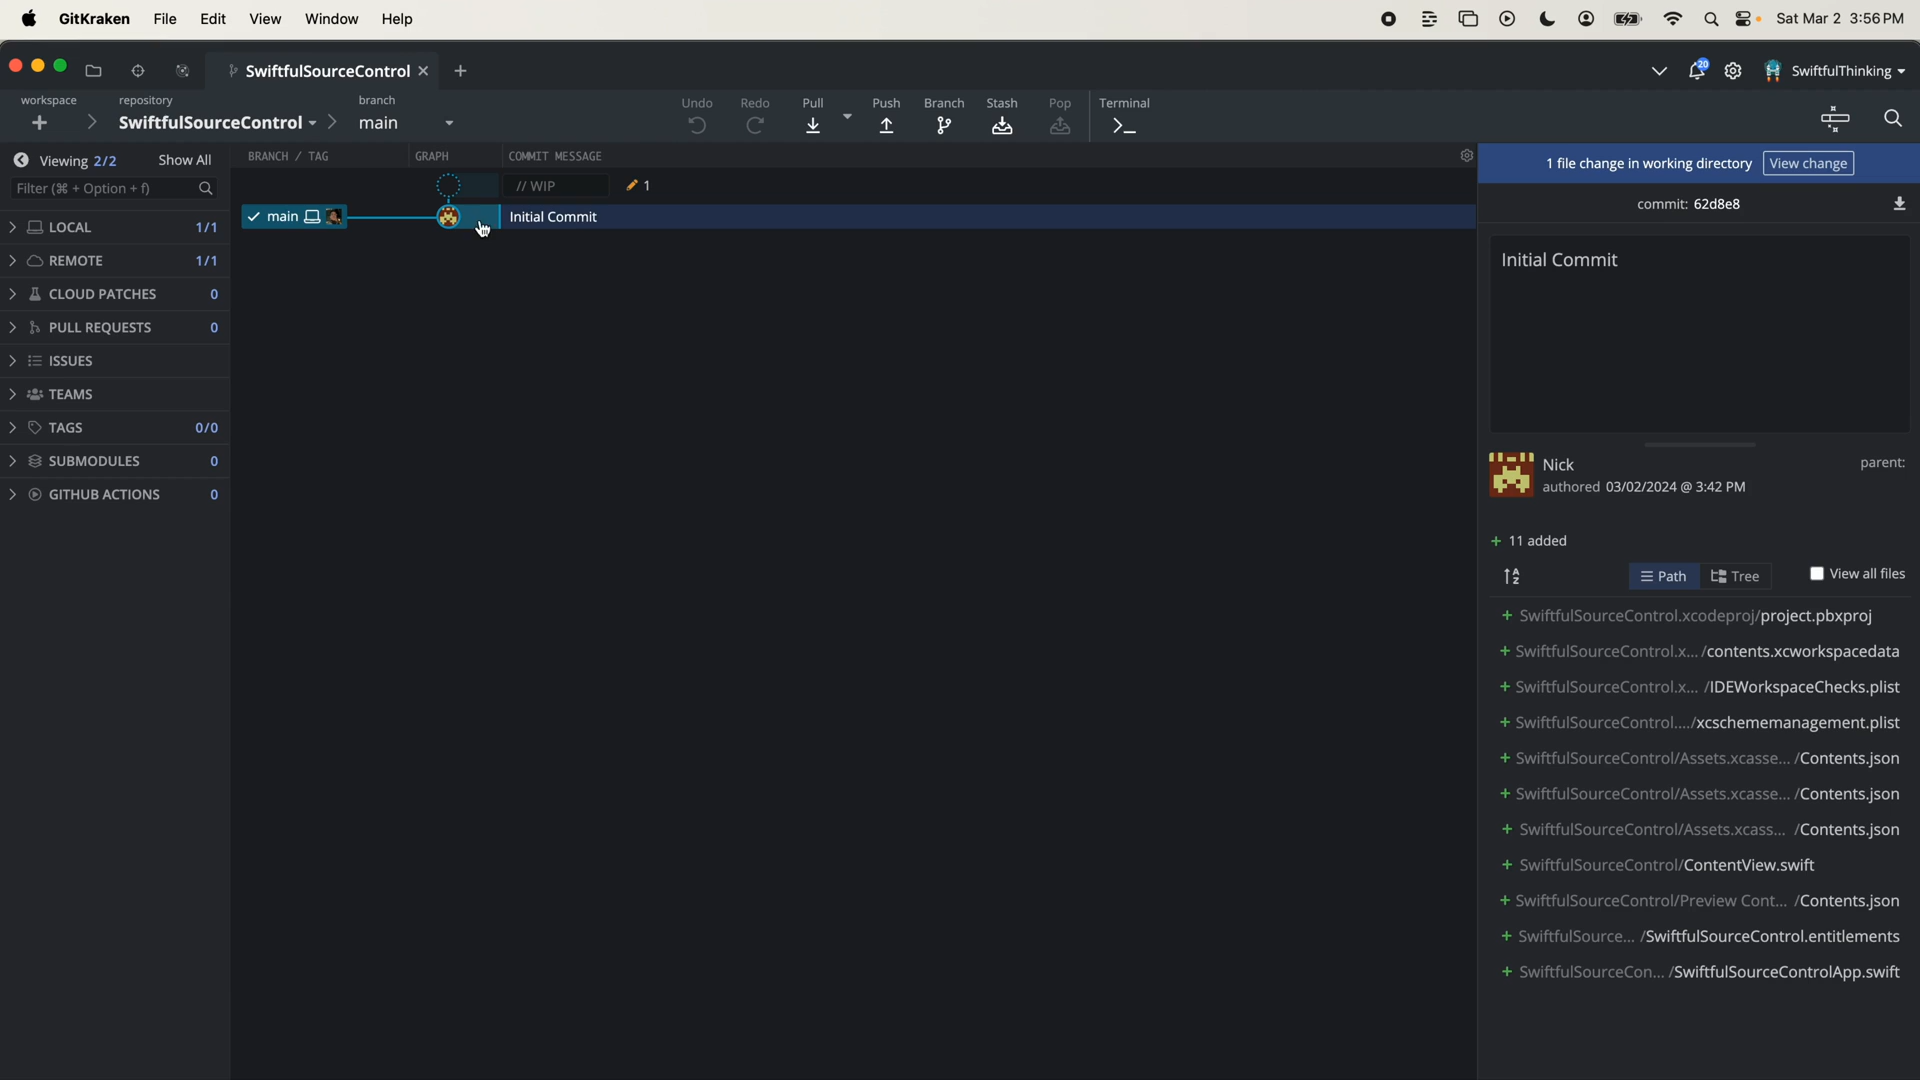 GitKraken File Edit View Window Help Sat Mar 2 3:56 PM
SwiftfulSourceControl 20 SwiftfulThinking
workspace repository branch Undo Redo Pull Push Branch Stash Pop Terminal
SwiftfulSourceControl main
Viewing 2/2 Show All
Filter (⌘ + Option + f)
LOCAL 1/1
REMOTE 1/1
CLOUD PATCHES 0
PULL REQUESTS 0
ISSUES
TEAMS
TAGS 0/0
SUBMODULES 0
GITHUB ACTIONS 0
BRANCH / TAG GRAPH COMMIT MESSAGE
// WIP 1
main Initial Commit
1 file change in working directory View change
commit: 62d8e8
Initial Commit
Nick parent:
authored 03/02/2024 @ 3:42 PM
+ 11 added
Path Tree View all files
+ SwiftfulSourceControl.xcodeproj/project.pbxproj
+ SwiftfulSourceControl.x... /contents.xcworkspacedata
+ SwiftfulSourceControl.x... /IDEWorkspaceChecks.plist
+ SwiftfulSourceControl..../xcschememanagement.plist
+ SwiftfulSourceControl/Assets.xcasse... /Contents.json
+ SwiftfulSourceControl/Assets.xcasse... /Contents.json
+ SwiftfulSourceControl/Assets.xcass... /Contents.json
+ SwiftfulSourceControl/ContentView.swift
+ SwiftfulSourceControl/Preview Cont... /Contents.json
+ SwiftfulSource... /SwiftfulSourceControl.entitlements
+ SwiftfulSourceCon... /SwiftfulSourceControlApp.swift